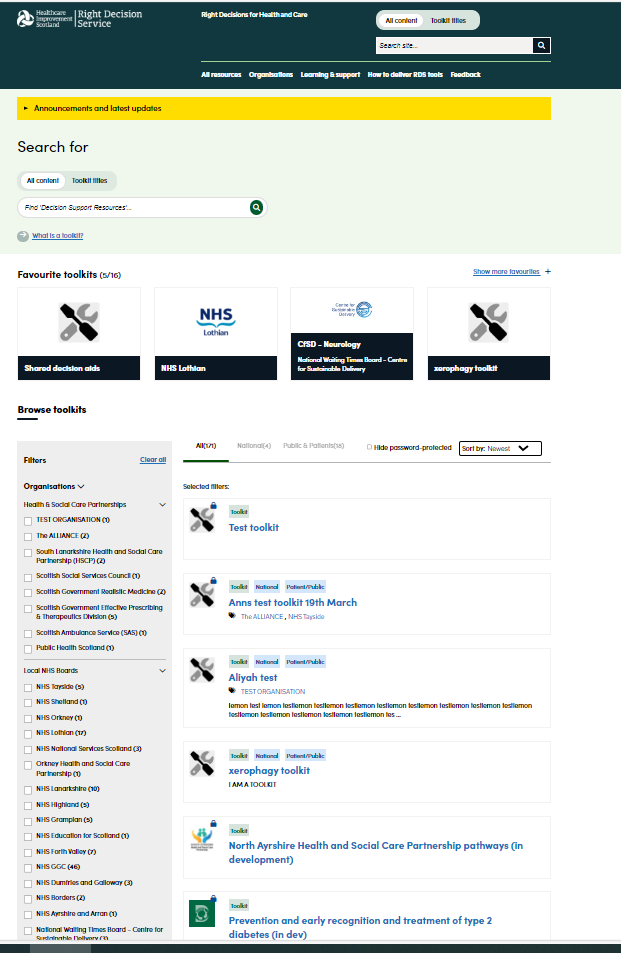 Healthcare
Improvement
Scotland
Right Decision
Service
Right Decisions for Health and Care
All content Toolkit titles
Search site...
All resources Organisations Learning & support How to deliver RDS tools Feedback
Announcements and latest updates
Search for
All content Toolkit titles
Find 'Decision Support Resources'...
What is a toolkit?
Favourite toolkits (5/16)
Show more favourites +
Shared decision aids
NHS
Lothian
NHS Lothian
Centre for
Sustainable
Delivery
CfSD - Neurology
National Waiting Times Board - Centre
for Sustainable Delivery
xerophagy toolkit
Browse toolkits
Filters
Clear all
Organisations
Health & Social Care Partnerships
TEST ORGANISATION (1)
The ALLIANCE (2)
South Lanarkshire Health and Social Care
Partnership (HSCP) (2)
Scottish Social Services Council (1)
Scottish Government Realistic Medicine (2)
Scottish Government Effective Prescribing
& Therapeutics Division (5)
Scottish Ambulance Service (SAS) (1)
Public Health Scotland (1)
Local NHS Boards
NHS Tayside (5)
NHS Shetland (1)
NHS Orkney (1)
NHS Lothian (17)
NHS National Services Scotland (3)
Orkney Health and Social Care
Partnership (1)
NHS Lanarkshire (10)
NHS Highland (5)
NHS Grampian (5)
NHS Education for Scotland (1)
NHS Forth Valley (7)
NHS GGC (46)
NHS Dumfries and Galloway (3)
NHS Borders (2)
NHS Ayrshire and Arran (1)
National Waiting Times Board - Centre for
Sustainable Delivery (3)
All(171) National(4) Public & Patients(18)
Hide password-protected
Sort by: Newest
Selected filters:
Toolkit
Test toolkit
Toolkit National Patient/Public
Anns test toolkit 19th March
The ALLIANCE , NHS Tayside
Toolkit National Patient/Public
Aliyah test
TEST ORGANISATION
lemon test lemon testlemon testlemon testlemon testlemon testlemon testlemon testlemon testlemon
testlemon testlemon testlemon testlemon testlemon tes ...
Toolkit National Patient/Public
xerophagy toolkit
I AM A TOOLKIT
Toolkit
North Ayrshire Health and Social Care Partnership pathways (in
development)
Toolkit
Prevention and early recognition and treatment of type 2
diabetes (in dev)